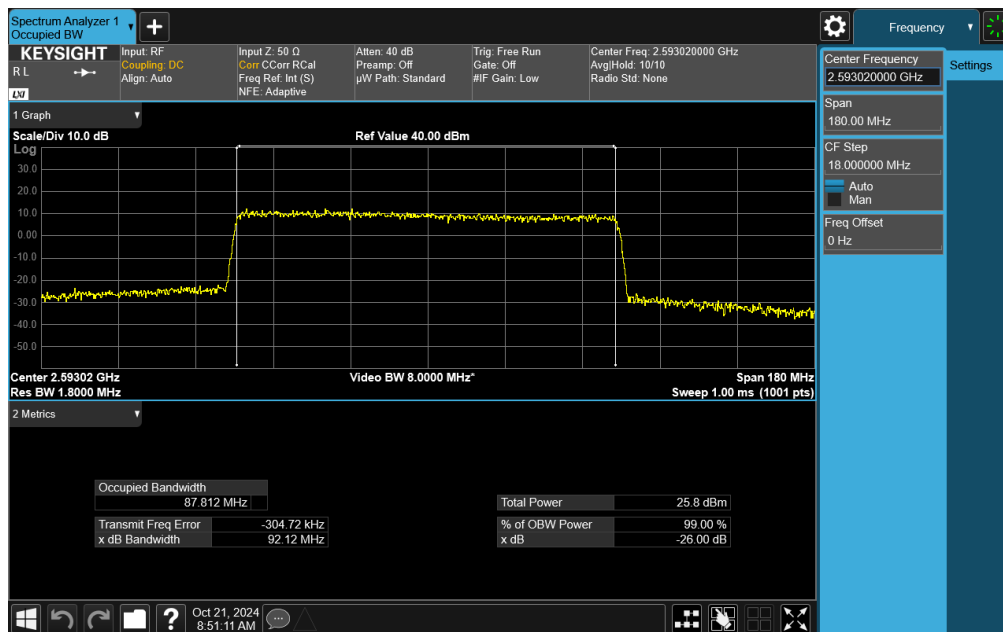 Spectrum Analyzer 1
Occupied BW
Frequency
KEYSIGHT
R L
LXI
Input: RF
Coupling: DC
Align: Auto
Input Z: 50 Ω
Corr CCorr RCal
Freq Ref: Int (S)
NFE: Adaptive
Atten: 40 dB
Preamp: Off
µW Path: Standard
Trig: Free Run
Gate: Off
#IF Gain: Low
Center Freq: 2.593020000 GHz
Avg|Hold: 10/10
Radio Std: None
Center Frequency
2.593020000 GHz
Settings
Span
180.00 MHz
CF Step
18.000000 MHz
Auto
Man
Freq Offset
0 Hz
1 Graph
Scale/Div 10.0 dB
Ref Value 40.00 dBm
Log
30.0
20.0
10.0
0.00
-10.0
-20.0
-30.0
-40.0
-50.0
Center 2.59302 GHz
Video BW 8.0000 MHz*
Span 180 MHz
Res BW 1.8000 MHz
Sweep 1.00 ms (1001 pts)
2 Metrics
Occupied Bandwidth
87.812 MHz
Total Power 25.8 dBm
Transmit Freq Error -304.72 kHz
% of OBW Power 99.00 %
x dB Bandwidth 92.12 MHz
x dB -26.00 dB
?
Oct 21, 2024
8:51:11 AM